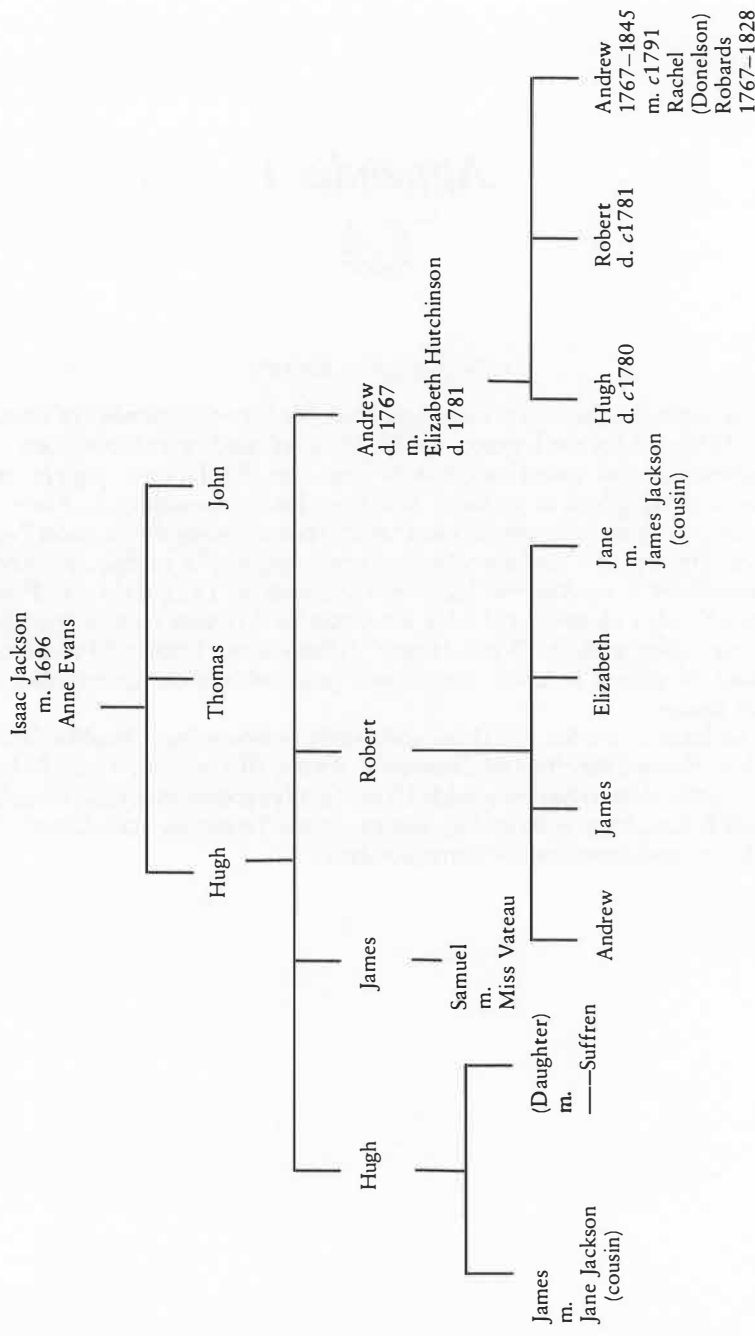 Isaac Jackson
m. 1696
Anne Evans
Hugh
Thomas
John
Hugh
James
Robert
Andrew
d. 1767
m.
Elizabeth Hutchinson
d. 1781
James
m.
Jane Jackson
(cousin)
(Daughter)
m.
——Suffren
Samuel
m.
Miss Vateau
Andrew
James
Elizabeth
Jane
m.
James Jackson
(cousin)
Hugh
d. c1780
Robert
d. c1781
Andrew
1767–1845
m. c1791
Rachel
(Donelson)
Robards
1767–1828